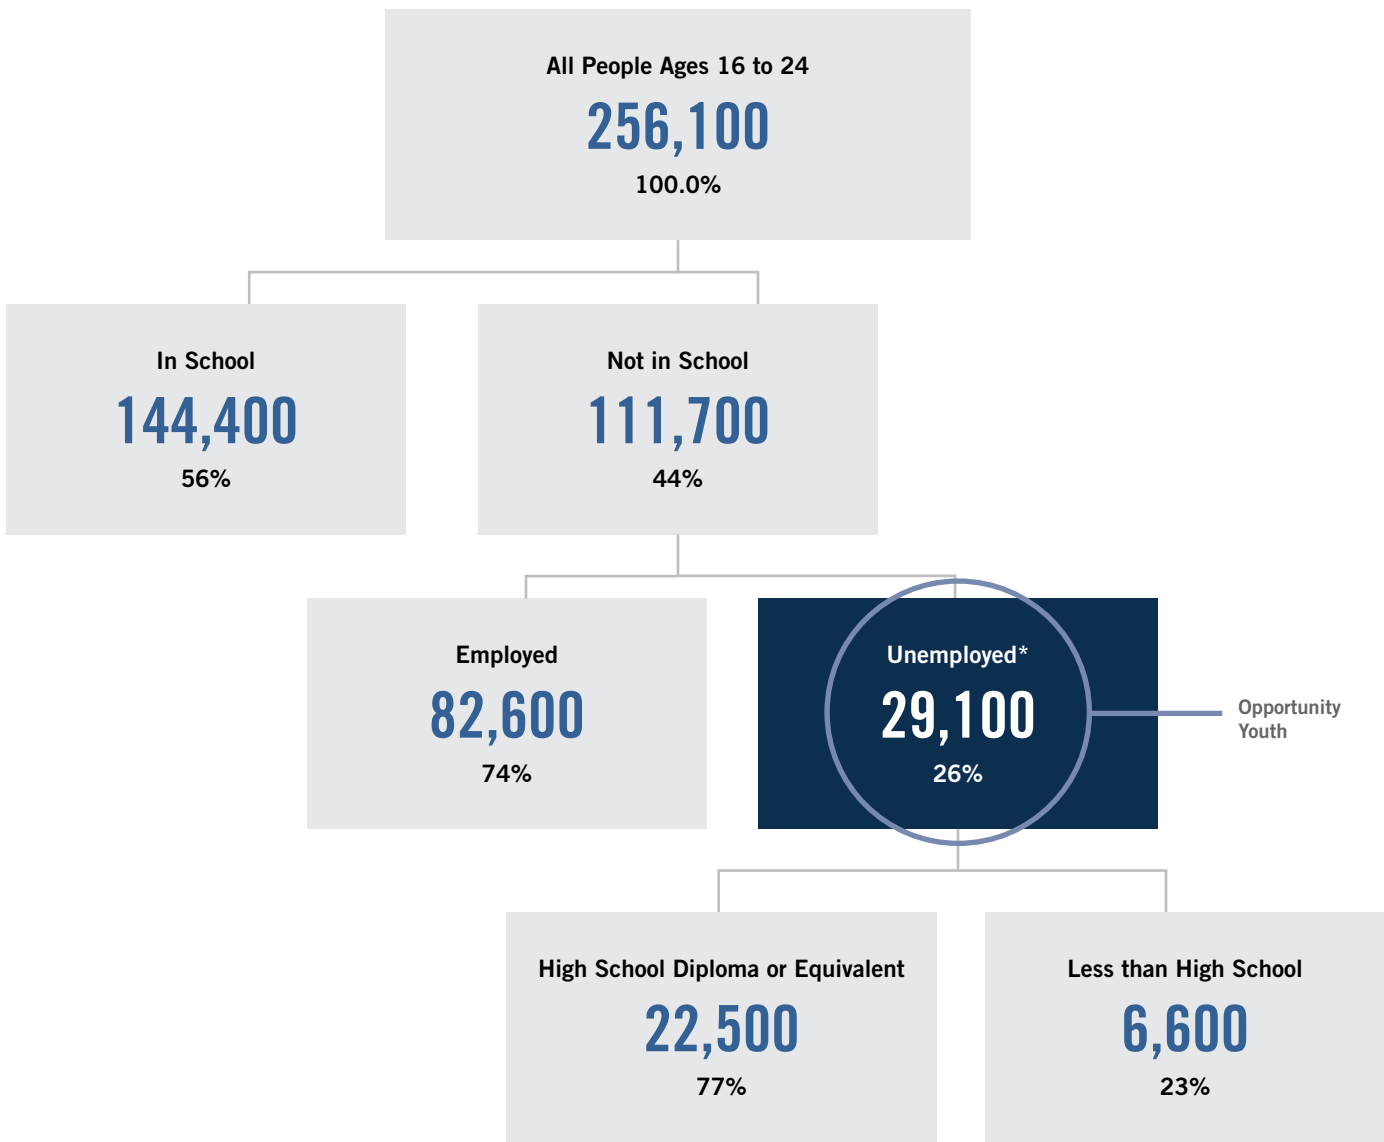 All People Ages 16 to 24
256,100
100.0%
In School
144,400
56%
Not in School
111,700
44%
Employed
82,600
74%
Unemployed*
29,100
26%
Opportunity
Youth
High School Diploma or Equivalent
22,500
77%
Less than High School
6,600
23%